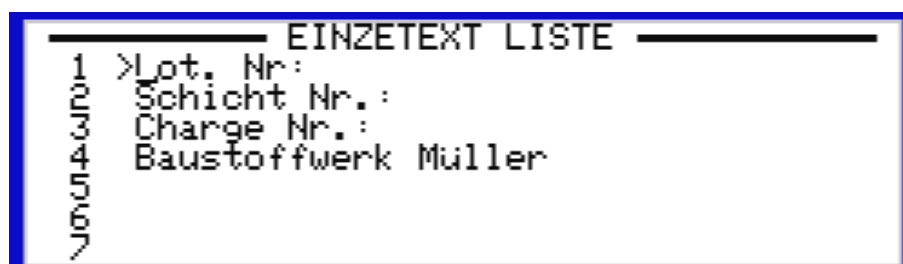 EINZETEXT LISTE
1 >Lot. Nr:
2 Schicht Nr.:
3 Charge Nr.:
4 Baustoffwerk Müller
5
6
7